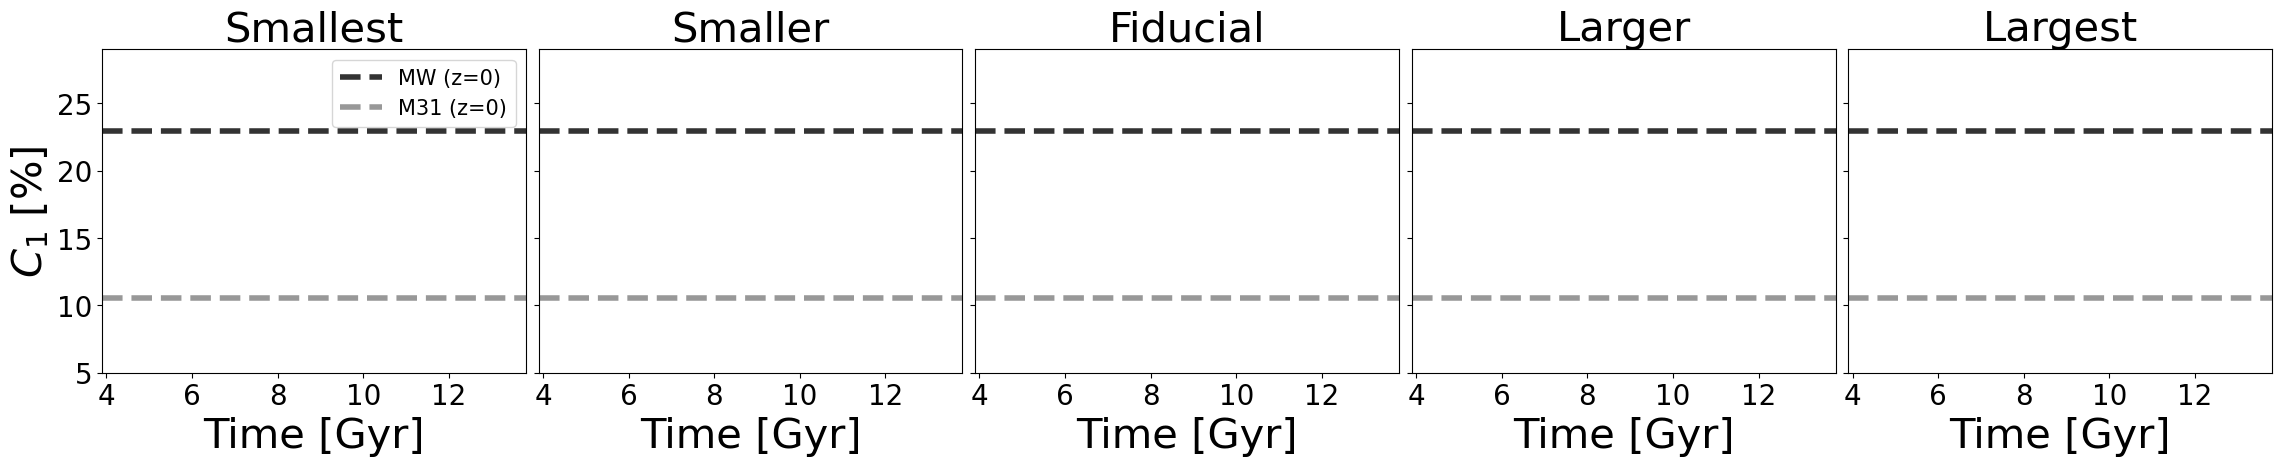 Smallest Smaller Fiducial Larger Largest
MW (z=0)
M31 (z=0)
C₁ [%]
25
20
15
10
5
4 6 8 10 12 4 6 8 10 12 4 6 8 10 12 4 6 8 10 12 4 6 8 10 12
Time [Gyr] Time [Gyr] Time [Gyr] Time [Gyr] Time [Gyr]